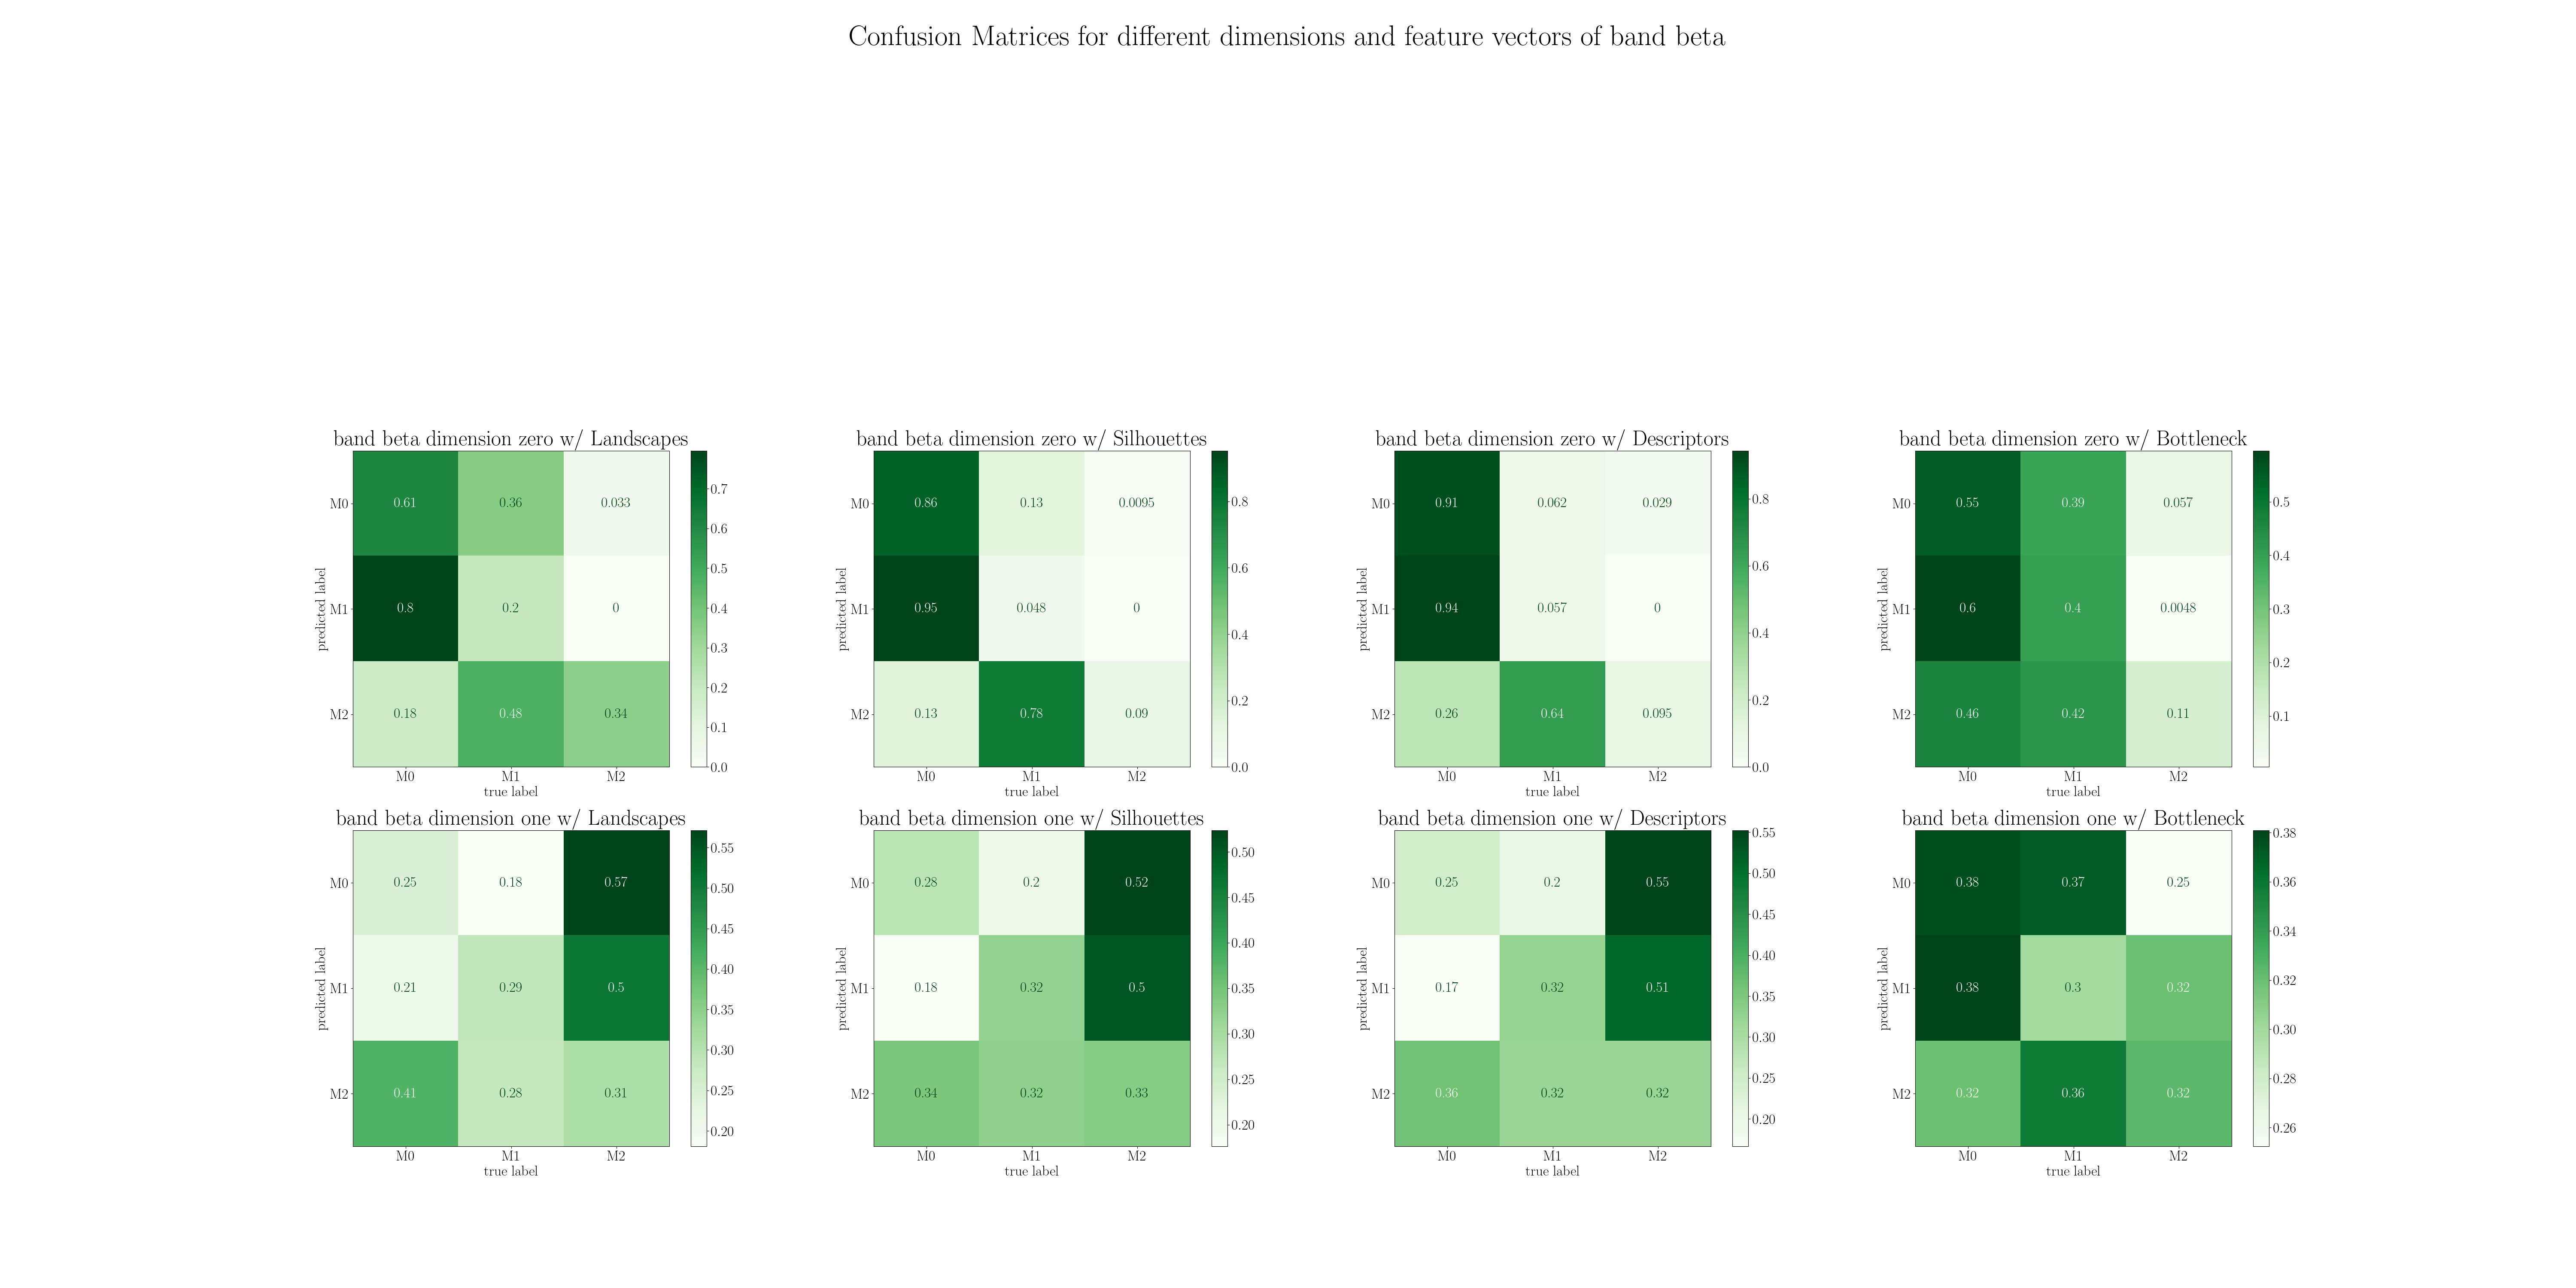 Confusion Matrices for different dimensions and feature vectors of band beta
band beta dimension zero w/ Landscapes
predicted label
M0 0.61 0.36 0.033
M1 0.8 0.2 0
M2 0.18 0.48 0.34
M0 M1 M2
true label
0.7
0.6
0.5
0.4
0.3
0.2
0.1
0.0
band beta dimension zero w/ Silhouettes
predicted label
M0 0.86 0.13 0.0095
M1 0.95 0.048 0
M2 0.13 0.78 0.09
M0 M1 M2
true label
0.8
0.6
0.4
0.2
0.0
band beta dimension zero w/ Descriptors
predicted label
M0 0.91 0.062 0.029
M1 0.94 0.057 0
M2 0.26 0.64 0.095
M0 M1 M2
true label
0.8
0.6
0.4
0.2
0.0
band beta dimension zero w/ Bottleneck
predicted label
M0 0.55 0.39 0.057
M1 0.6 0.4 0.0048
M2 0.46 0.42 0.11
M0 M1 M2
true label
0.5
0.4
0.3
0.2
0.1
band beta dimension one w/ Landscapes
predicted label
M0 0.25 0.18 0.57
M1 0.21 0.29 0.5
M2 0.41 0.28 0.31
M0 M1 M2
true label
0.55
0.50
0.45
0.40
0.35
0.30
0.25
0.20
band beta dimension one w/ Silhouettes
predicted label
M0 0.28 0.2 0.52
M1 0.18 0.32 0.5
M2 0.34 0.32 0.33
M0 M1 M2
true label
0.50
0.45
0.40
0.35
0.30
0.25
0.20
band beta dimension one w/ Descriptors
predicted label
M0 0.25 0.2 0.55
M1 0.17 0.32 0.51
M2 0.36 0.32 0.32
M0 M1 M2
true label
0.55
0.50
0.45
0.40
0.35
0.30
0.25
0.20
band beta dimension one w/ Bottleneck
predicted label
M0 0.38 0.37 0.25
M1 0.38 0.3 0.32
M2 0.32 0.36 0.32
M0 M1 M2
true label
0.38
0.36
0.34
0.32
0.30
0.28
0.26